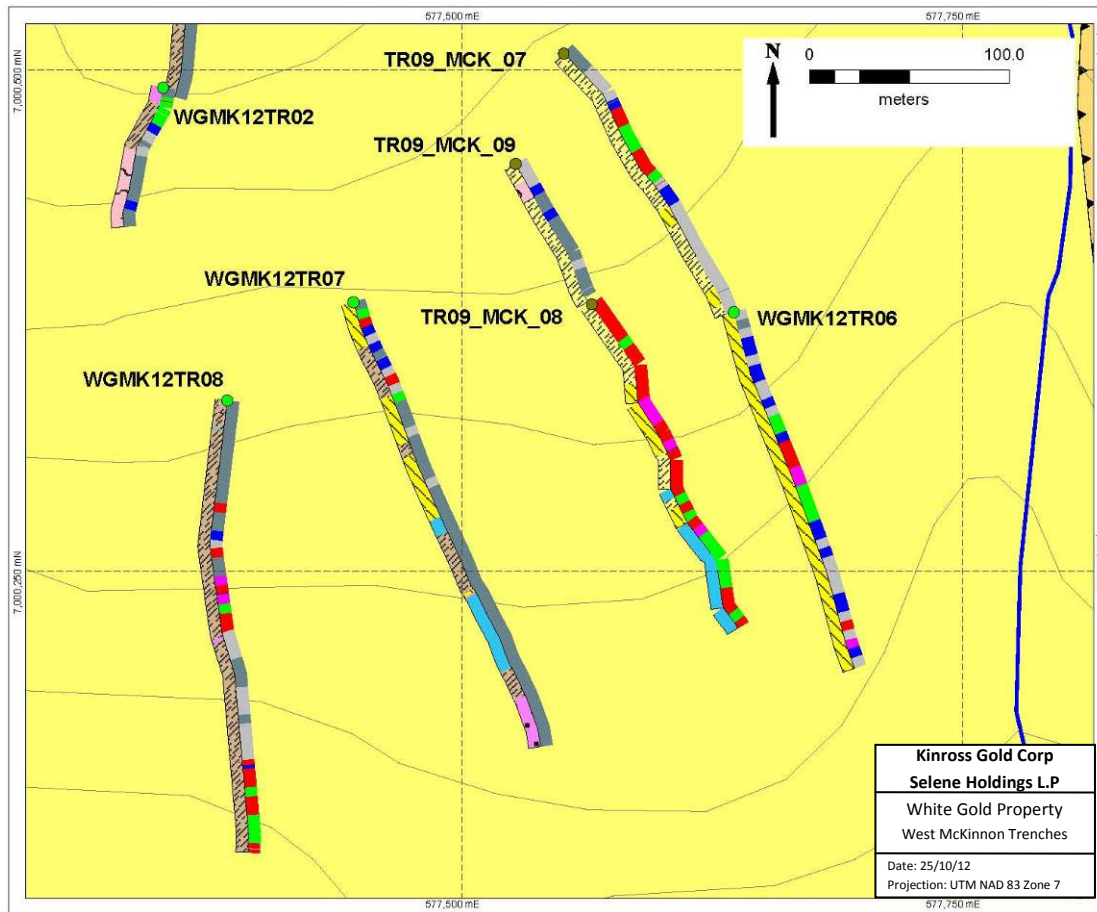 577,500 mE
577,750 mE
7,000,500 mN
TR09_MCK_07
N
0
100.0
meters
WGMK12TR02
TR09_MCK_09
WGMK12TR07
TR09_MCK_08
WGMK12TR06
WGMK12TR08
7,000,250 mN
Kinross Gold Corp
Selene Holdings L.P
White Gold Property
West McKinnon Trenches
Date: 25/10/12
Projection: UTM NAD 83 Zone 7
577,500 mE
577,750 mE